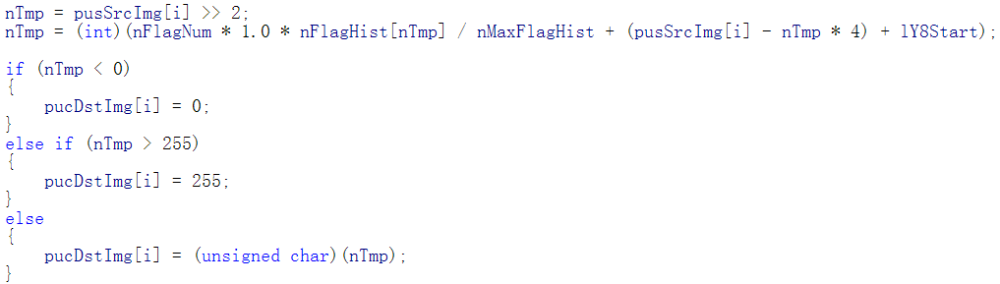 nTmp = pusSrcImg[i] >> 2;
nTmp = (int)(nFlagNum * 1.0 * nFlagHist[nTmp] / nMaxFlagHist + (pusSrcImg[i] - nTmp * 4) + lY8Start);

if (nTmp < 0)
{
    pucDstImg[i] = 0;
}
else if (nTmp > 255)
{
    pucDstImg[i] = 255;
}
else
{
    pucDstImg[i] = (unsigned char)(nTmp);
}